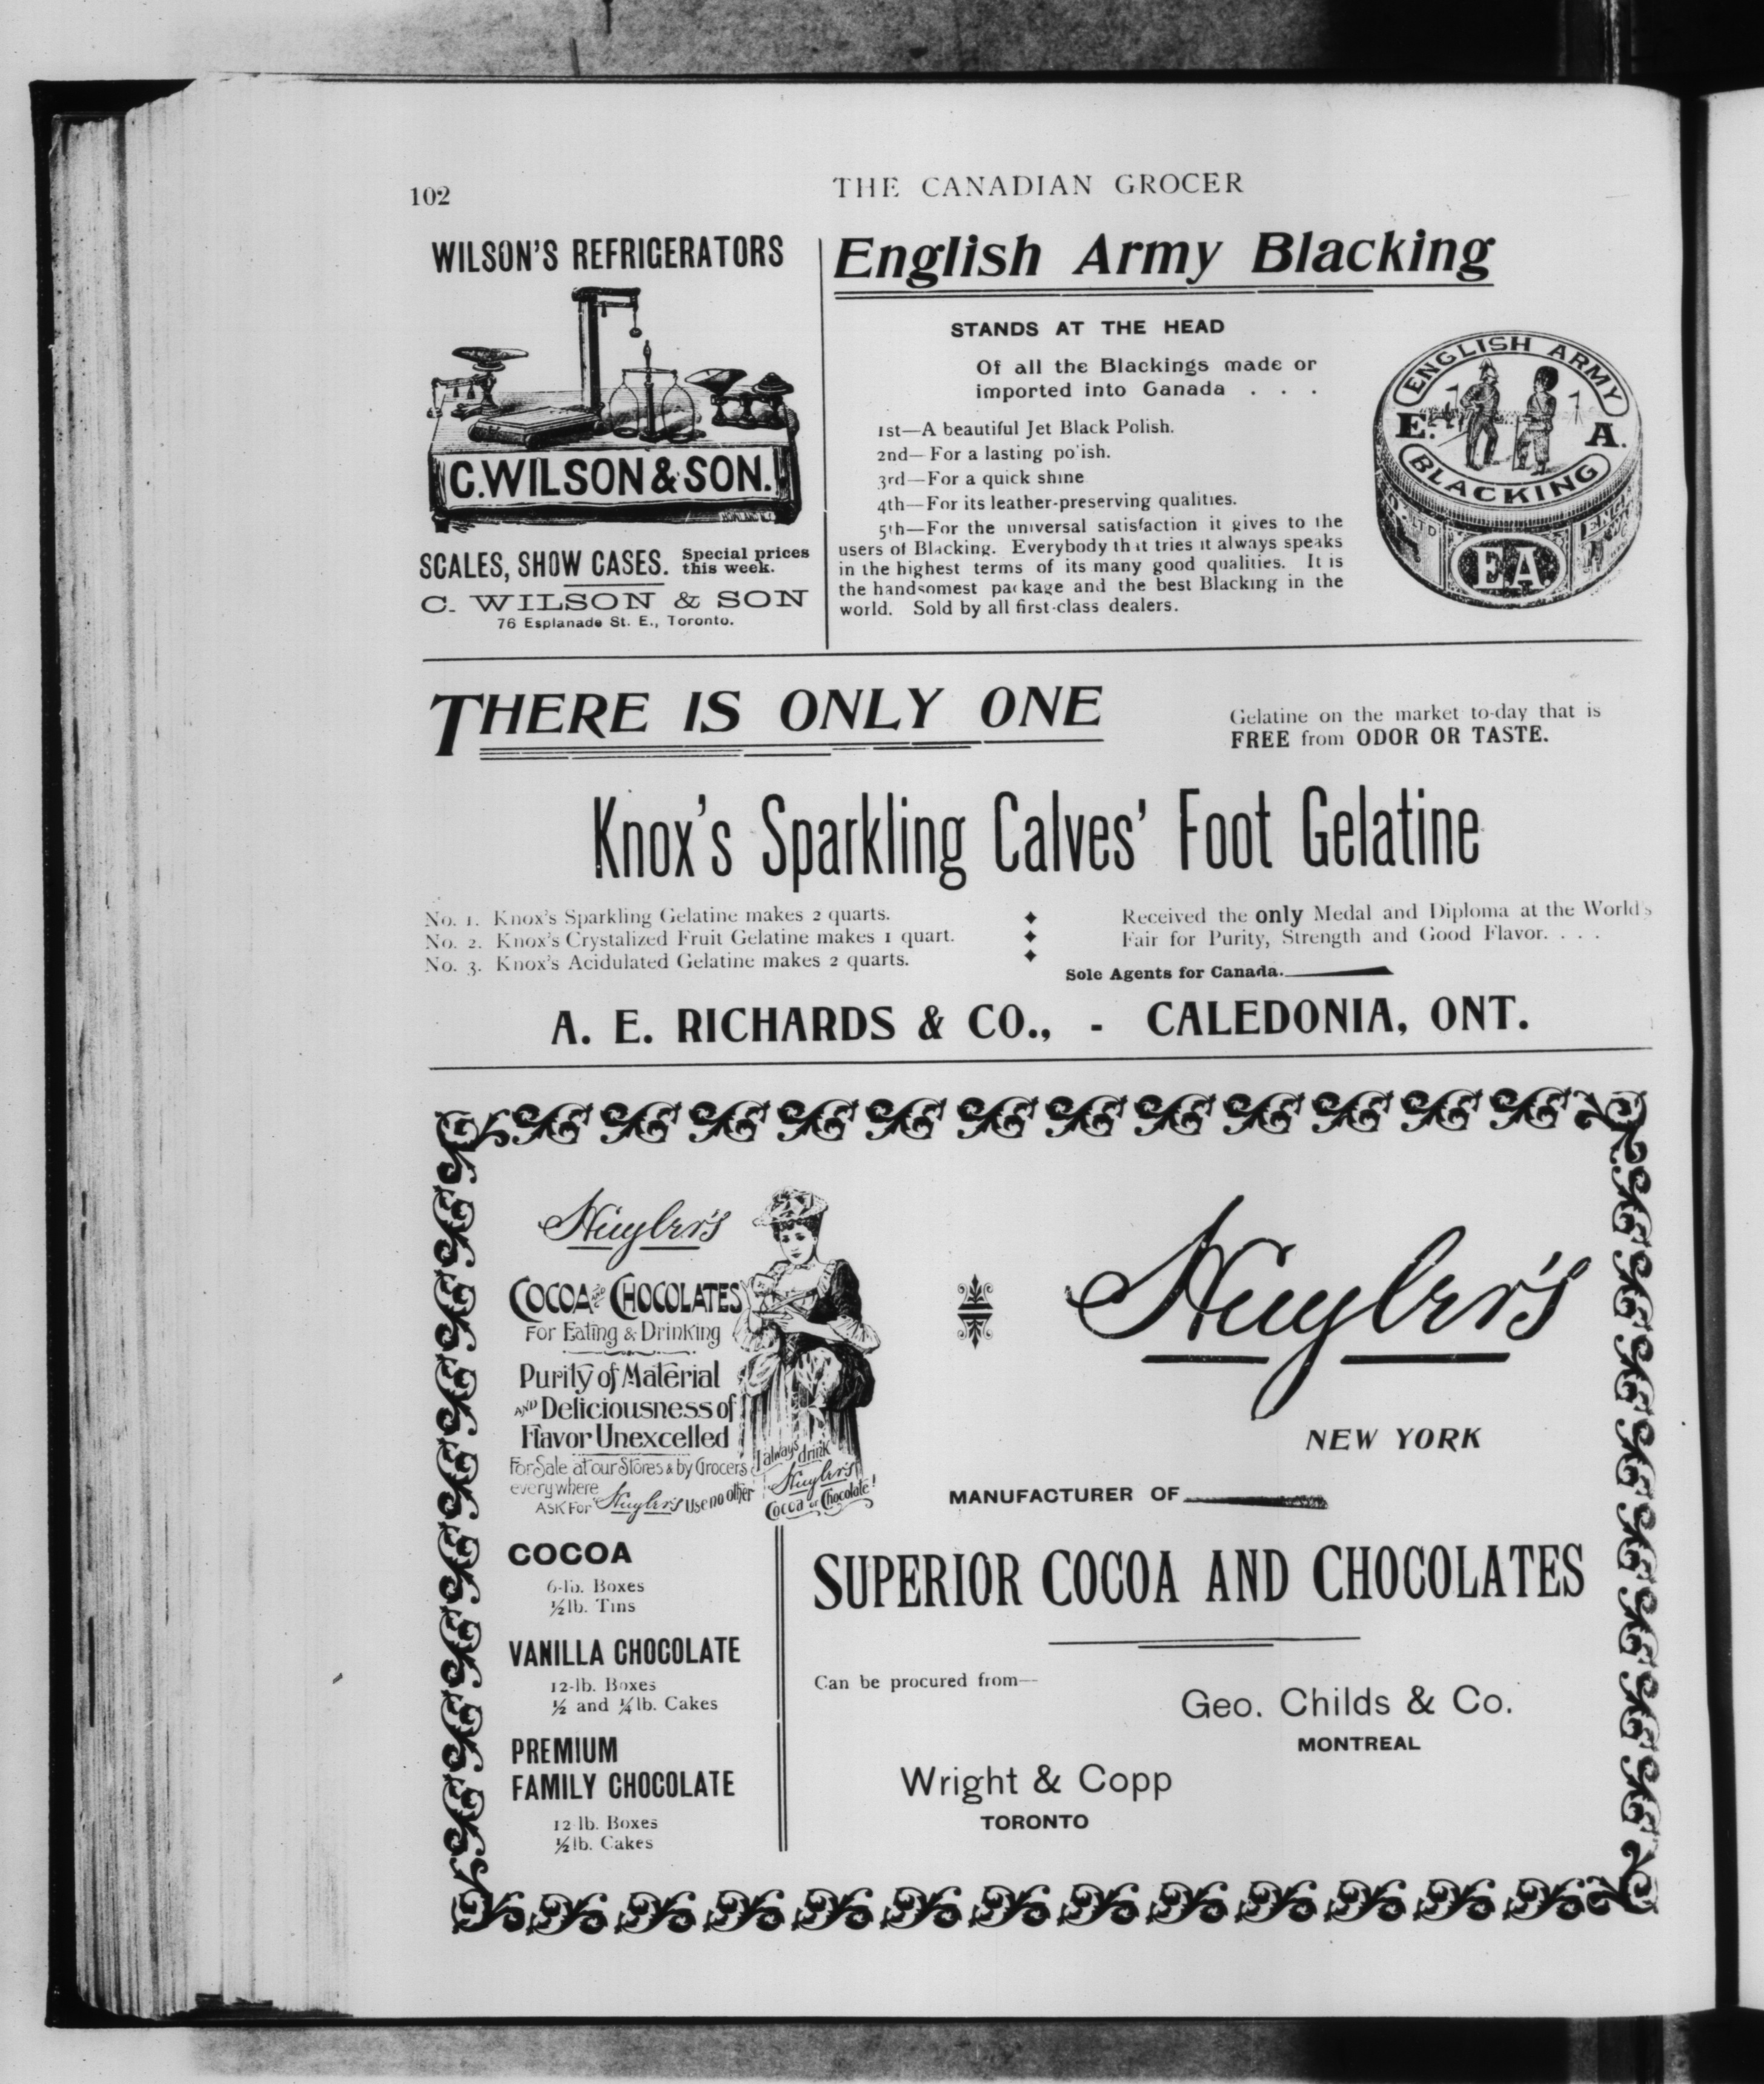 102
THE CANADIAN GROCER
WILSON'S REFRIGERATORS
C. WILSON & SON.
SCALES, SHOW CASES.
Special prices
this week.
C. WILSON & SON
76 Esplanade St. E., Toronto.
English Army Blacking
STANDS AT THE HEAD
Of all the Blackings made or
imported into Canada . . .
1st—A beautiful Jet Black Polish.
2nd—For a lasting polish.
3rd—For a quick shine
4th—For its leather-preserving qualities.
5th—For the universal satisfaction it gives to the
users of Blacking. Everybody that tries it always speaks
in the highest terms of its many good qualities. It is
the handsomest package and the best Blacking in the
world. Sold by all first-class dealers.
ENGLISH ARMY
E. A.
BLACKING
EA
THERE IS ONLY ONE
Gelatine on the market to-day that is
FREE from ODOR OR TASTE.
Knox's Sparkling Calves' Foot Gelatine
No. 1. Knox's Sparkling Gelatine makes 2 quarts.
No. 2. Knox's Crystalized Fruit Gelatine makes 1 quart.
No. 3. Knox's Acidulated Gelatine makes 2 quarts.
Received the only Medal and Diploma at the World's
Fair for Purity, Strength and Good Flavor. . . .
Sole Agents for Canada.
A. E. RICHARDS & CO., - CALEDONIA, ONT.
Huyler's
COCOA AND CHOCOLATES
For Eating & Drinking
Purity of Material
AND Deliciousness of
Flavor Unexcelled
For Sale at our Stores & by Grocers
everywhere
ASK FOR Huyler's Use no other
I always drink
Huyler's
Cocoa or Chocolate!
COCOA
6-lb. Boxes
½lb. Tins
VANILLA CHOCOLATE
12-lb. Boxes
½ and ¼lb. Cakes
PREMIUM
FAMILY CHOCOLATE
12 lb. Boxes
½lb. Cakes
Huyler's
NEW YORK
MANUFACTURER OF
SUPERIOR COCOA AND CHOCOLATES
Can be procured from—
Geo. Childs & Co.
MONTREAL
Wright & Copp
TORONTO